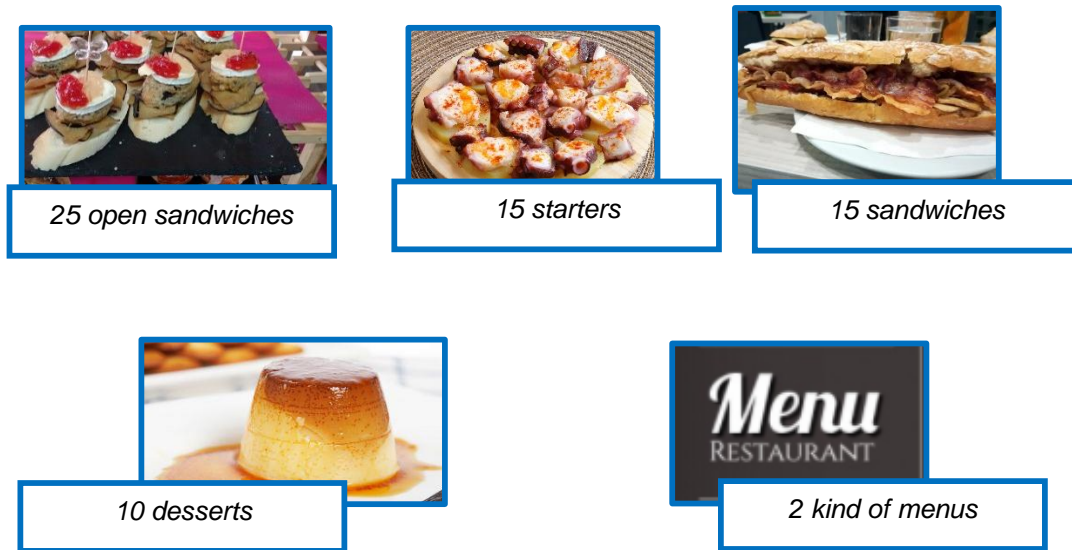 25 open sandwiches
15 starters
15 sandwiches
10 desserts
Menu
RESTAURANT
2 kind of menus